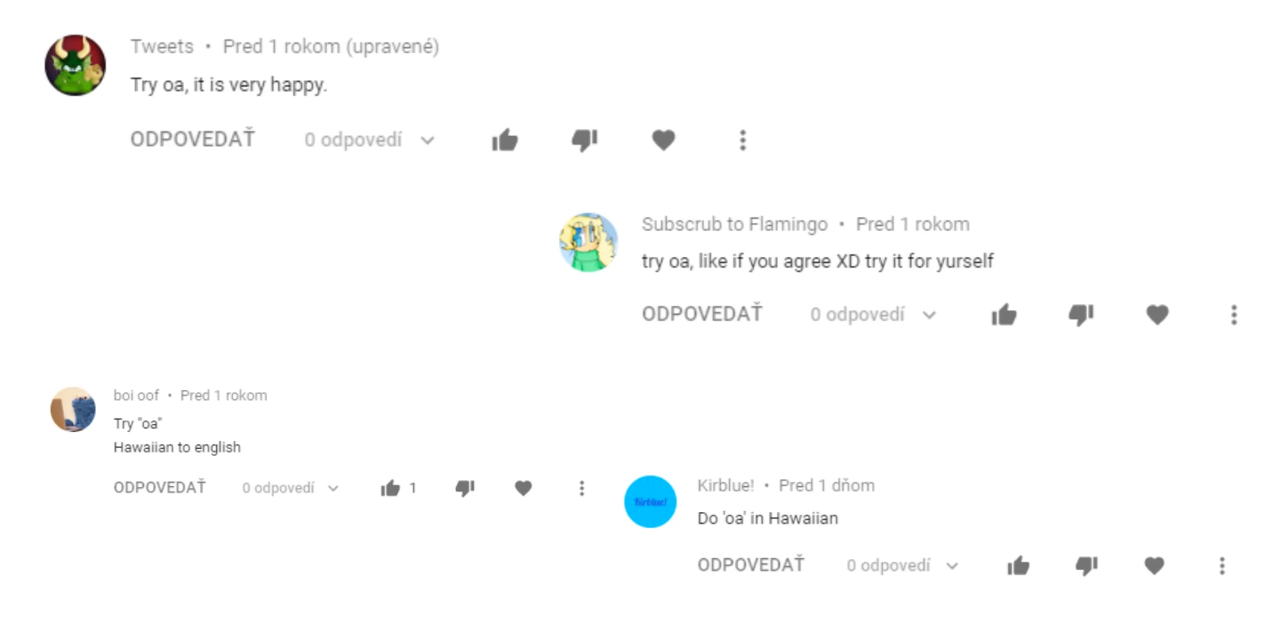 Tweets • Pred 1 rokom (upravené)
Try oa, it is very happy.
ODPOVEDAŤ 0 odpovedí
Subscrub to Flamingo • Pred 1 rokom
try oa, like if you agree XD try it for yurself
ODPOVEDAŤ 0 odpovedí
boi oof • Pred 1 rokom
Try "oa"
Hawaiian to english
ODPOVEDAŤ 0 odpovedí 1
Kirblue! • Pred 1 dňom
Kirblue!
Do 'oa' in Hawaiian
ODPOVEDAŤ 0 odpovedí